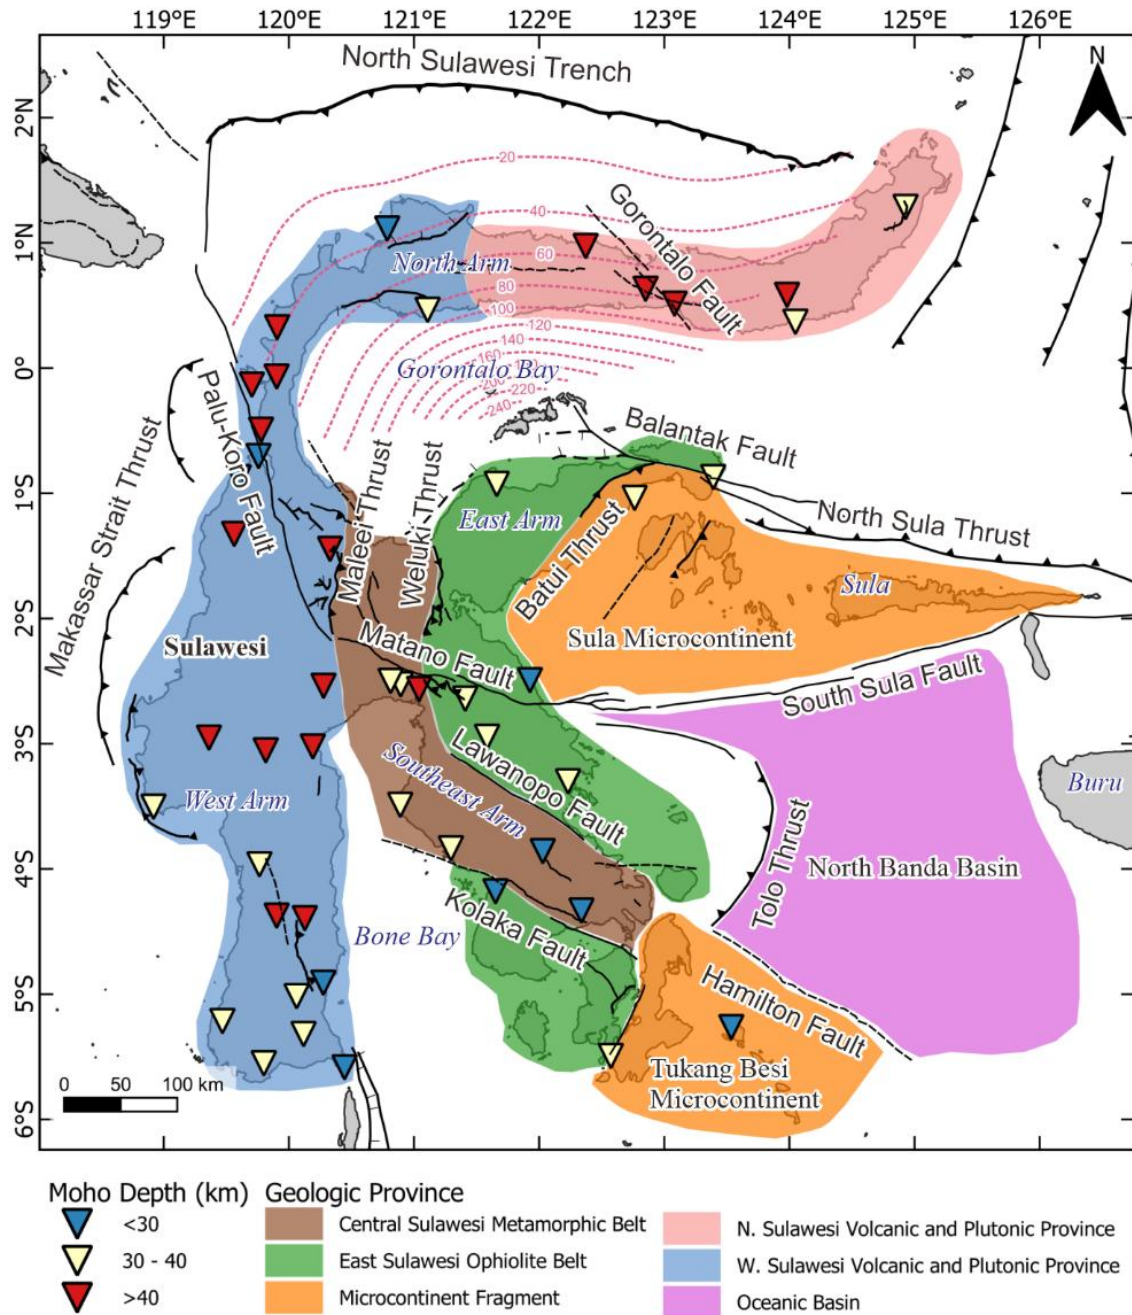 119°E 120°E 121°E 122°E 123°E 124°E 125°E 126°E
North Sulawesi Trench
N
2°N
20
Gorontalo Fault
40
1°N
North Arm
60
80
100
120
140
160
0°
Gorontalo Bay
200
220
240
Palu-Koro Fault
Balantak Fault
Makassar Strait Thrust
Maleei Thrust
Weluki Thrust
1°S
East Arm
Batui Thrust
North Sula Thrust
Sula
2°S
Sulawesi
Matano Fault
Sula Microcontinent
South Sula Fault
3°S
Lawanopo Fault
Southeast Arm
West Arm
Buru
Tolo Thrust
4°S
North Banda Basin
Kolaka Fault
Bone Bay
Hamilton Fault
5°S
Tukang Besi
Microcontinent
0 50 100 km
6°S
Moho Depth (km)
<30
30 - 40
>40
Geologic Province
Central Sulawesi Metamorphic Belt
East Sulawesi Ophiolite Belt
Microcontinent Fragment
N. Sulawesi Volcanic and Plutonic Province
W. Sulawesi Volcanic and Plutonic Province
Oceanic Basin